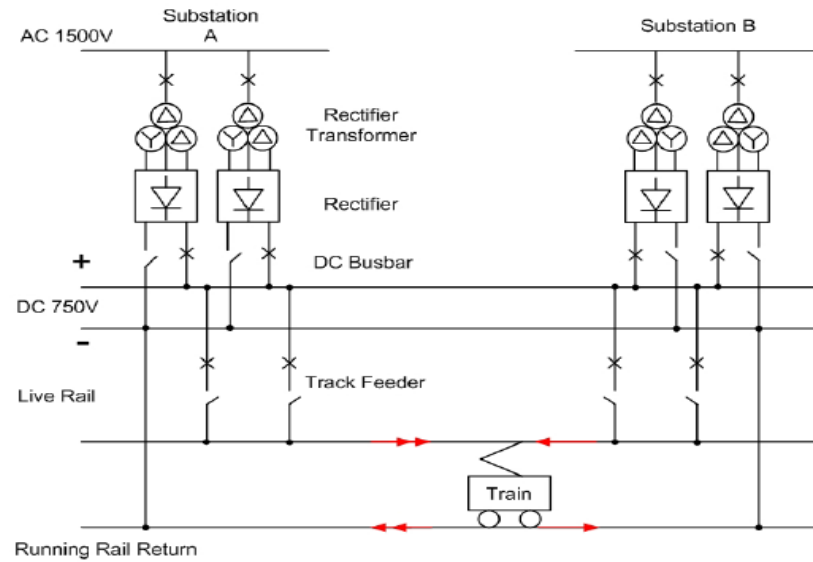 Substation
A
Substation B
AC 1500V
Rectifier
Transformer
Rectifier
+
DC Busbar
DC 750V
-
Track Feeder
Live Rail
Train
Running Rail Return